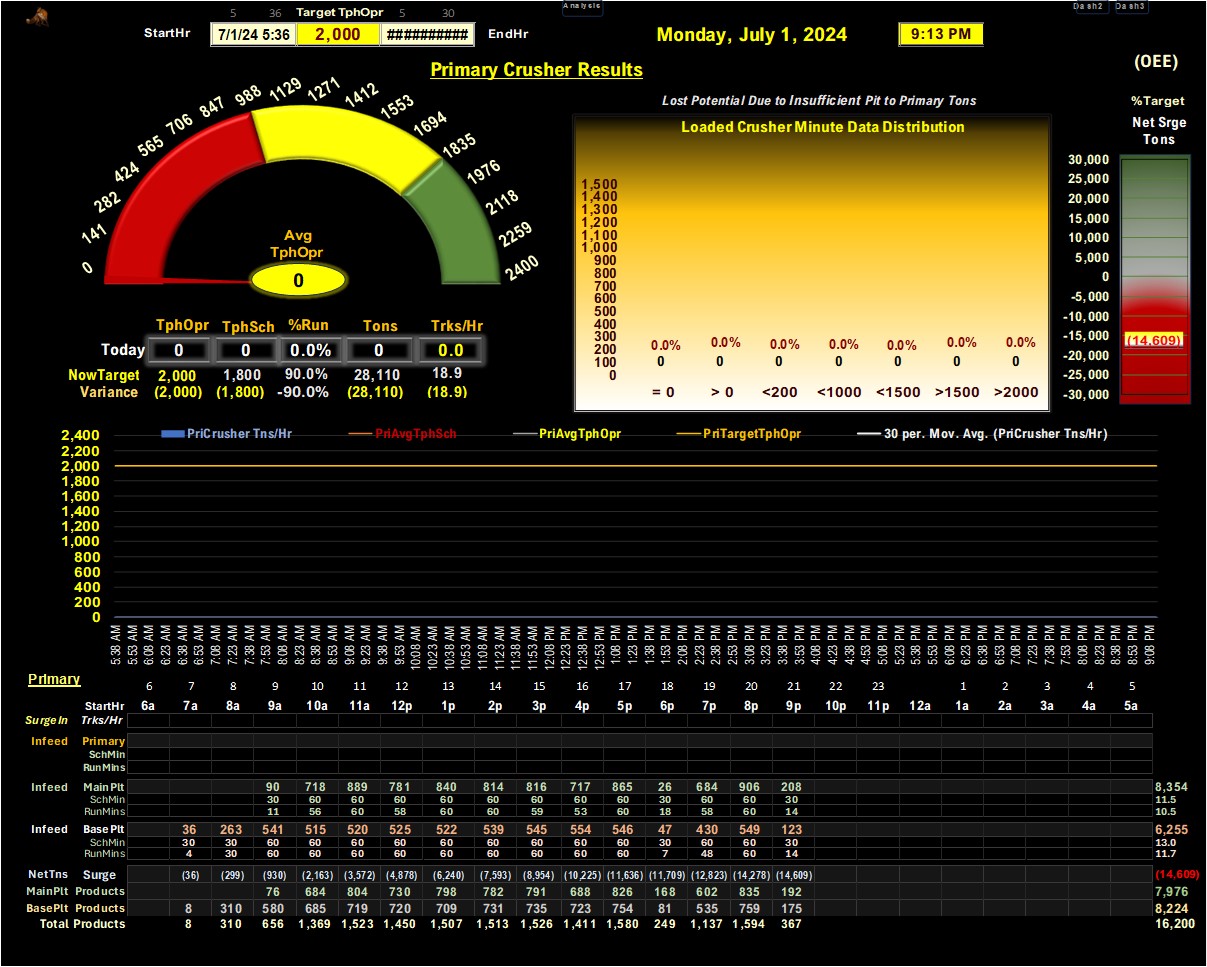 Analysis
Dash2 Dash3
5 36 Target TphOpr 5 30
StartHr 7/1/24 5:36 2,000 ########## EndHr Monday, July 1, 2024 9:13 PM
(OEE)
Primary Crusher Results
%Target
Net Srge
Tons
Lost Potential Due to Insufficient Pit to Primary Tons
Loaded Crusher Minute Data Distribution
0
141
282
424
565
706
847
988
1129
1271
1412
1553
1694
1835
1976
2118
2259
2400
Avg
TphOpr
0
1,500
1,400
1,300
1,200
1,100
1,000
900
800
700
600
500
400
300
200
100
0
0.0% 0.0% 0.0% 0.0% 0.0% 0.0% 0.0%
0 0 0 0 0 0 0
= 0 > 0 <200 <1000 <1500 >1500 >2000
30,000
25,000
20,000
15,000
10,000
5,000
0
-5,000
-10,000
-15,000
-20,000
-25,000
-30,000
(14,609)
TphOpr TphSch %Run Tons Trks/Hr
Today 0 0 0.0% 0 0.0
NowTarget 2,000 1,800 90.0% 28,110 18.9
Variance (2,000) (1,800) -90.0% (28,110) (18.9)
PriCrusher Tns/Hr PriAvgTphSch PriAvgTphOpr PriTargetTphOpr 30 per. Mov. Avg. (PriCrusher Tns/Hr)
2,400
2,200
2,000
1,800
1,600
1,400
1,200
1,000
800
600
400
200
0
5:38 AM 5:53 AM 6:08 AM 6:23 AM 6:38 AM 6:53 AM 7:08 AM 7:23 AM 7:38 AM 7:53 AM 8:08 AM 8:23 AM 8:38 AM 8:53 AM 9:08 AM 9:23 AM 9:38 AM 9:53 AM 10:08 AM 10:23 AM 10:38 AM 10:53 AM 11:08 AM 11:23 AM 11:38 AM 11:53 AM 12:08 PM 12:23 PM 12:38 PM 12:53 PM 1:08 PM 1:23 PM 1:38 PM 1:53 PM 2:08 PM 2:23 PM 2:38 PM 2:53 PM 3:08 PM 3:23 PM 3:38 PM 3:53 PM 4:08 PM 4:23 PM 4:38 PM 4:53 PM 5:08 PM 5:23 PM 5:38 PM 5:53 PM 6:08 PM 6:23 PM 6:38 PM 6:53 PM 7:08 PM 7:23 PM 7:38 PM 7:53 PM 8:08 PM 8:23 PM 8:38 PM 8:53 PM 9:08 PM
Primary
6 7 8 9 10 11 12 13 14 15 16 17 18 19 20 21 22 23 1 2 3 4 5
StartHr 6a 7a 8a 9a 10a 11a 12p 1p 2p 3p 4p 5p 6p 7p 8p 9p 10p 11p 12a 1a 2a 3a 4a 5a
SurgeIn Trks/Hr
Infeed Primary
SchMin
RunMins
Infeed MainPlt 90 718 889 781 840 814 816 717 865 26 684 906 208 8,354
SchMin 30 60 60 60 60 60 60 60 60 30 60 60 30 11.5
RunMins 11 56 60 58 60 60 59 53 60 18 58 60 14 10.5
Infeed BasePlt 36 263 541 515 520 525 522 539 545 554 546 47 430 549 123 6,255
SchMin 30 30 60 60 60 60 60 60 60 60 60 30 60 60 30 13.0
RunMins 4 30 60 60 60 60 60 60 60 60 60 7 48 60 14 11.7
NetTns Surge (36) (299) (930) (2,163) (3,572) (4,878) (6,240) (7,593) (8,954) (10,225) (11,636) (11,709) (12,823) (14,278) (14,609) (14,609)
MainPlt Products 76 684 804 730 798 782 791 688 826 168 602 835 192 7,976
BasePlt Products 8 310 580 685 719 720 709 731 735 723 754 81 535 759 175 8,224
Total Products 8 310 656 1,369 1,523 1,450 1,507 1,513 1,526 1,411 1,580 249 1,137 1,594 367 16,200